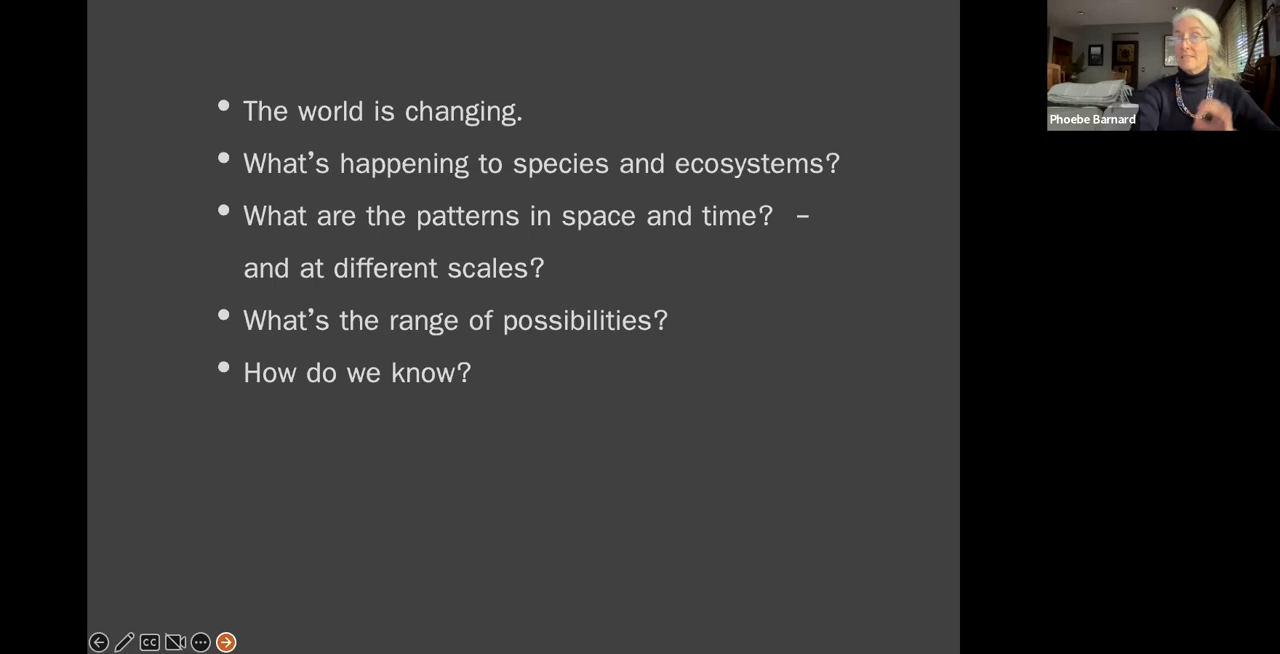 • The world is changing.
• What’s happening to species and ecosystems?
• What are the patterns in space and time?  –
and at different scales?
• What’s the range of possibilities?
• How do we know?
Phoebe Barnard
CC